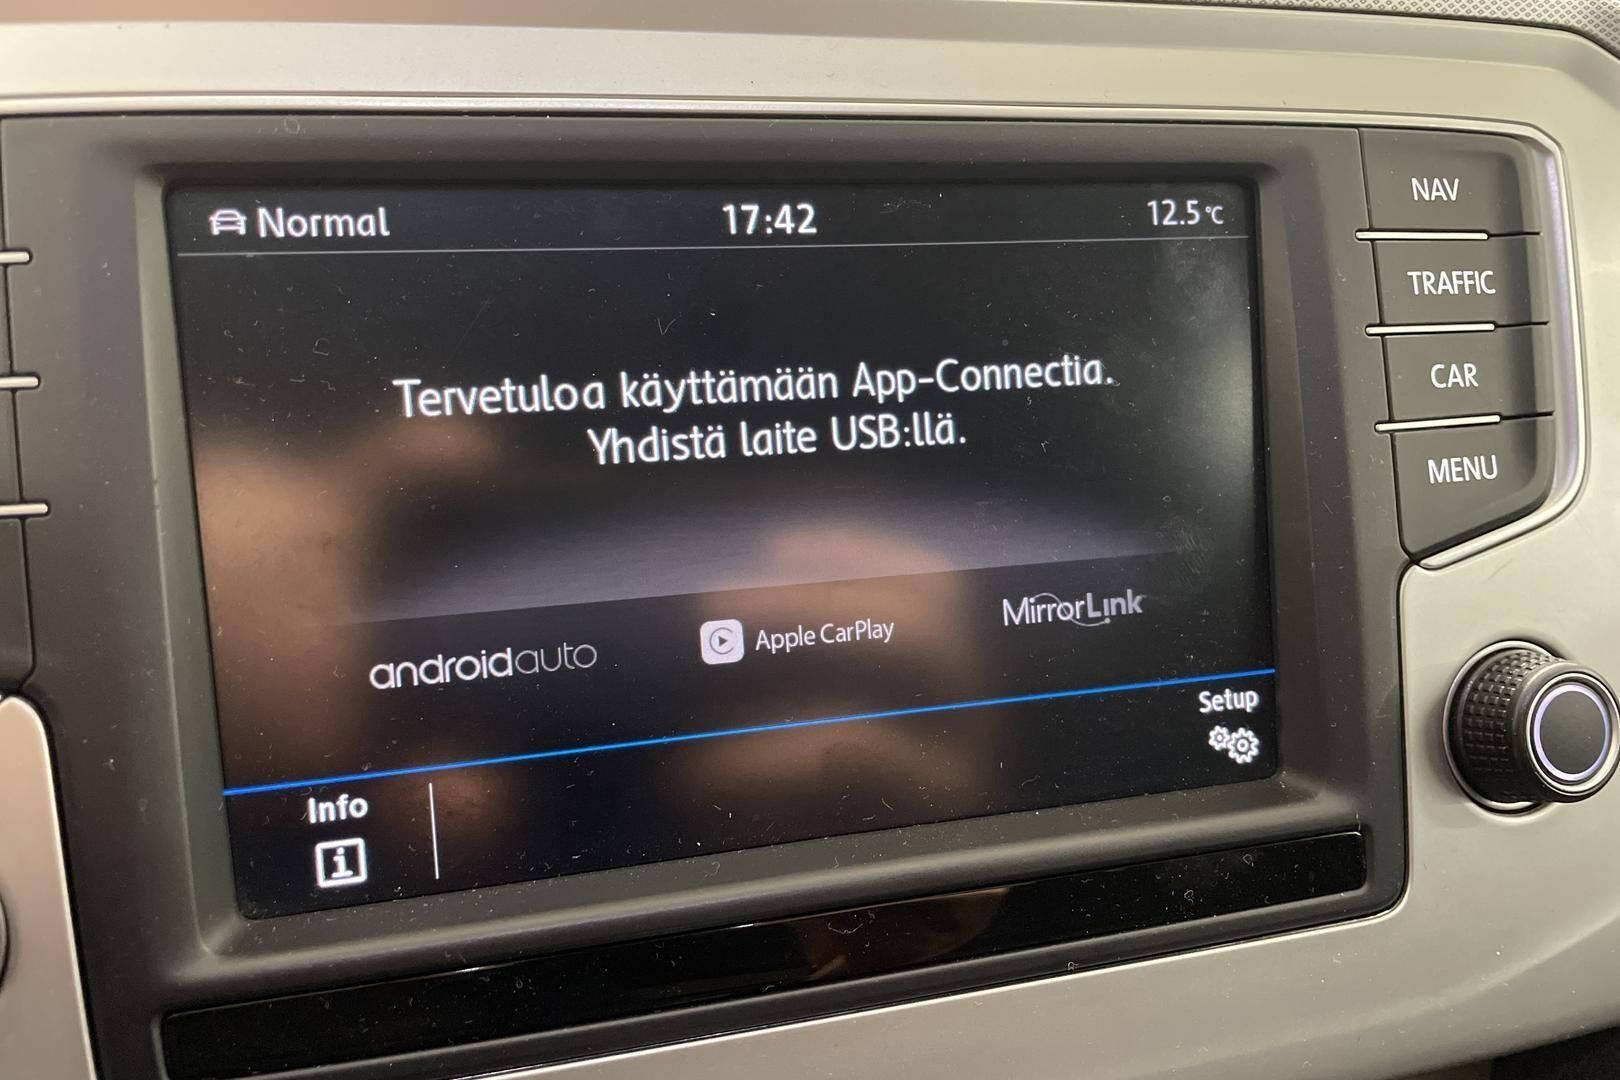 Normal
17:42
12.5°C
NAV
TRAFFIC
CAR
MENU
Tervetuloa käyttämään App-Connectia.
Yhdistä laite USB:llä.
androidauto
Apple CarPlay
MirrorLink
Setup
Info